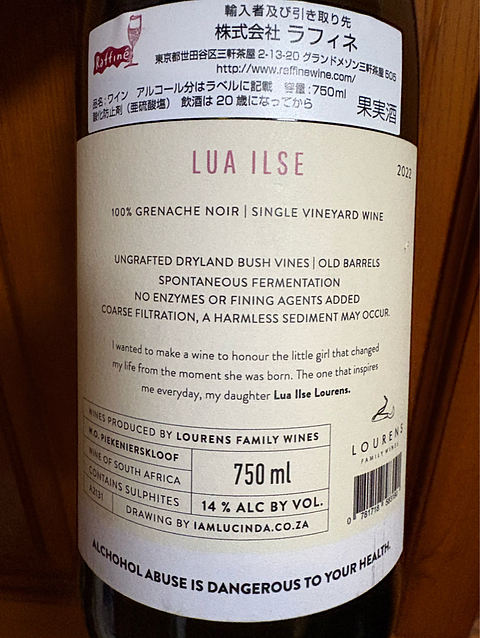 輸入者及び引き取り先
Raffiné
株式会社 ラフィネ
東京都世田谷区三軒茶屋 2-13-20 グランドメゾン三軒茶屋 505
http://www.raffinewine.com/
品名：ワイン アルコール分はラベルに記載 容量：750ml
酸化防止剤（亜硫酸塩） 飲酒は20歳になってから
果実酒
LUA ILSE
2022
100% GRENACHE NOIR | SINGLE VINEYARD WINE
UNGRAFTED DRYLAND BUSH VINES | OLD BARRELS
SPONTANEOUS FERMENTATION
NO ENZYMES OR FINING AGENTS ADDED
COARSE FILTRATION, A HARMLESS SEDIMENT MAY OCCUR.
I wanted to make a wine to honour the little girl that changed
my life from the moment she was born. The one that inspires
me everyday, my daughter Lua Ilse Lourens.
WINES PRODUCED BY LOURENS FAMILY WINES
W.O. PIEKENIERSKLOOF
WINE OF SOUTH AFRICA
CONTAINS SULPHITES
750 ml
14 % ALC BY VOL.
A2131
DRAWING BY IAMLUCINDA.CO.ZA
LOURENS
FAMILY WINES
ALCHOHOL ABUSE IS DANGEROUS TO YOUR HEALTH.